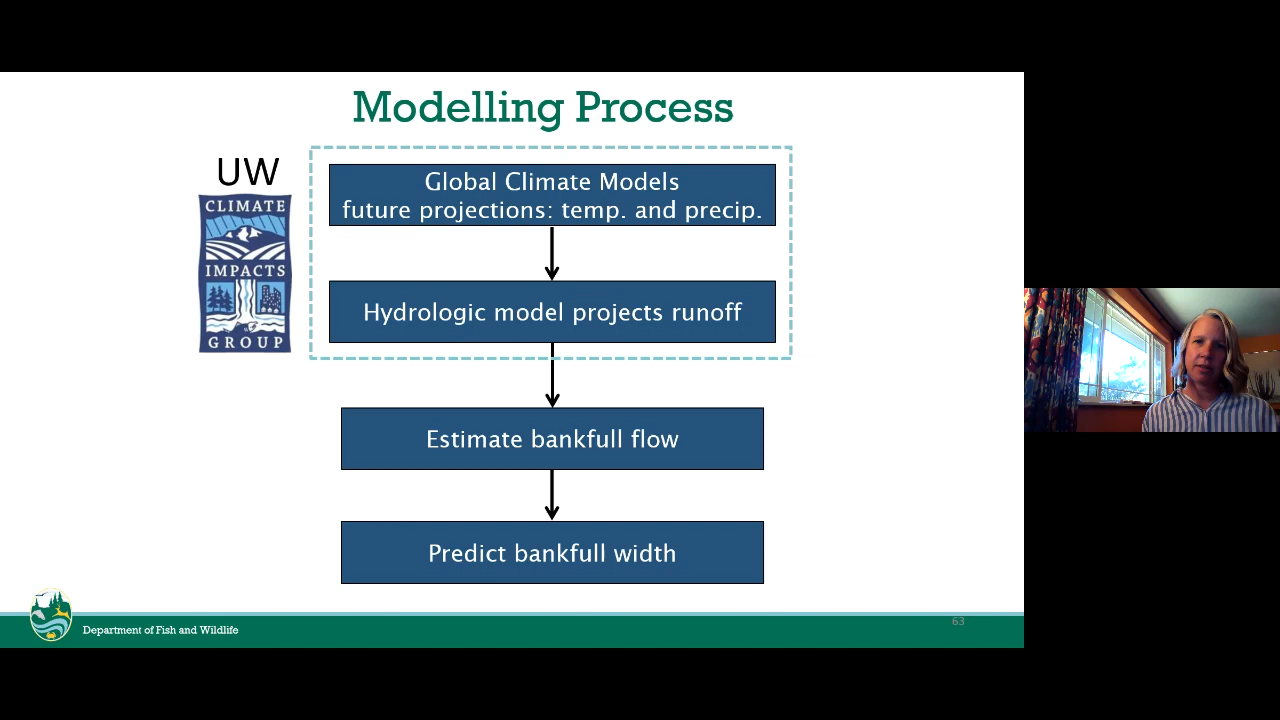 Modelling Process
UW
CLIMATE
IMPACTS
GROUP
Global Climate Models
future projections: temp. and precip.
Hydrologic model projects runoff
Estimate bankfull flow
Predict bankfull width
Department of Fish and Wildlife
63